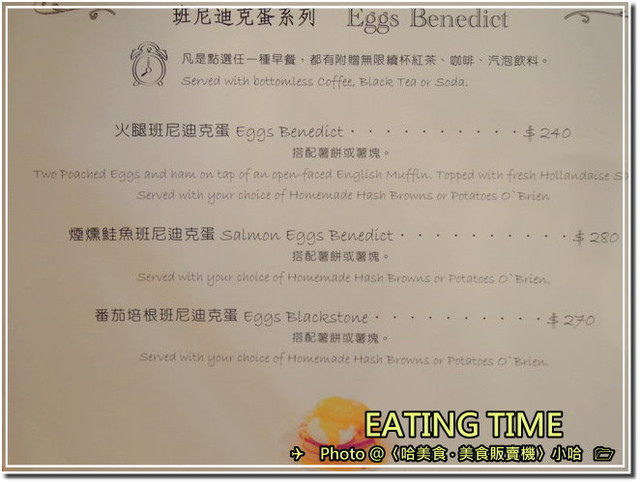 班尼迪克蛋系列 Eggs Benedict
凡是點選任一種早餐，都有附贈無限續杯紅茶、咖啡、汽泡飲料。
Served with bottomless Coffee, Black Tea or Soda.
火腿班尼迪克蛋 Eggs Benedict · · · · · · · · · · · $ 240
搭配薯餅或薯塊。
Two Poached Eggs and ham on tap of an open-faced English Muffin. Topped with fresh Hollandaise
Served with your choice of Homemade Hash Browns or Potatoes O`Brien
煙燻鮭魚班尼迪克蛋 Salmon Eggs Benedict · · · · · · · · · · · $ 280
搭配薯餅或薯塊。
Served with your choice of Homemade Hash Browns or Potatoes O`Brien.
番茄培根班尼迪克蛋 Eggs Blackstone · · · · · · · · · · · $ 270
搭配薯餅或薯塊。
Served with your choice of Homemade Hash Browns or Potatoes O`Brien.
EATING TIME
Photo @〈哈美食·美食販賣機〉小哈